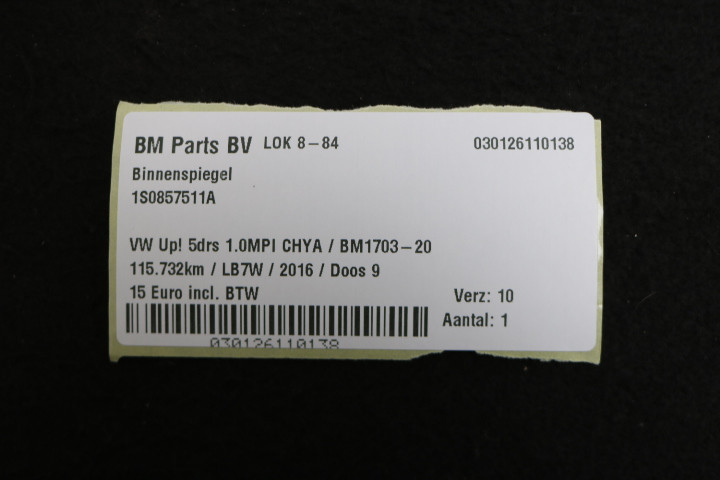 BM Parts BV LOK 8-84 030126110138
Binnenspiegel
1S0857511A
VW Up! 5drs 1.0MPI CHYA / BM1703-20
115.732km / LB7W / 2016 / Doos 9
15 Euro incl. BTW Verz: 10
Aantal: 1
030126110138